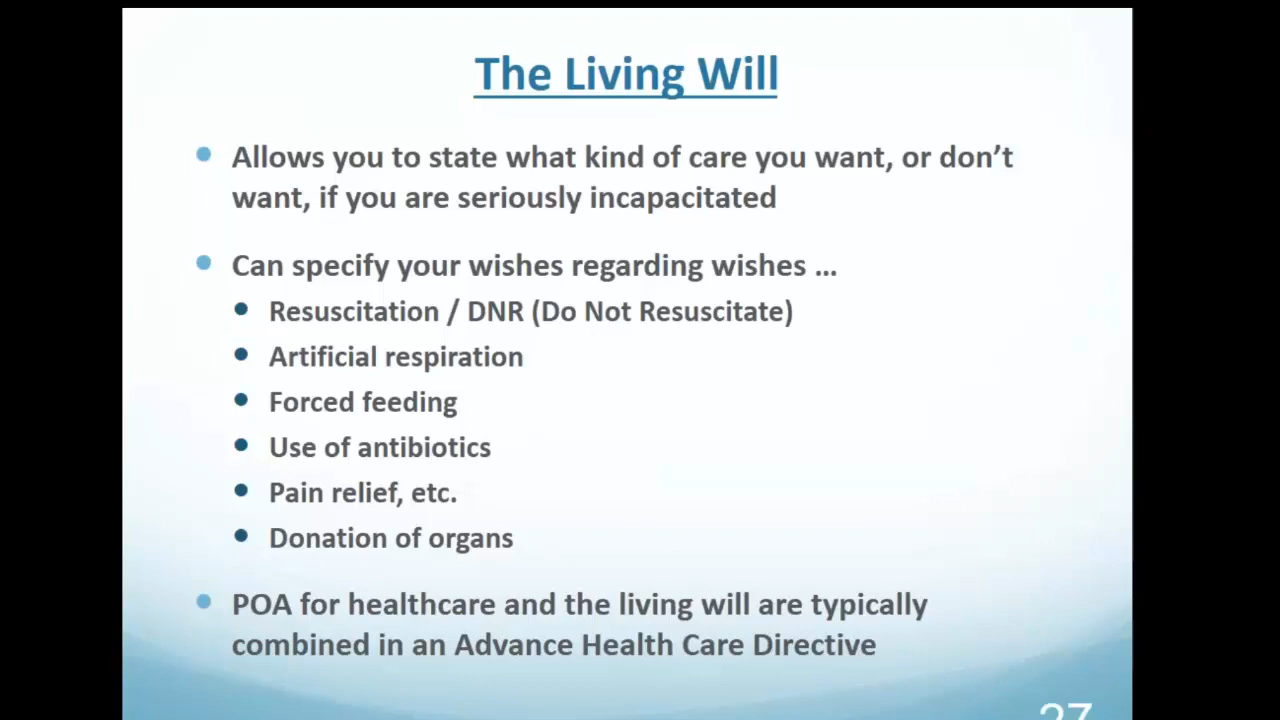 The Living Will
• Allows you to state what kind of care you want, or don’t
want, if you are seriously incapacitated
• Can specify your wishes regarding wishes …
• Resuscitation / DNR (Do Not Resuscitate)
• Artificial respiration
• Forced feeding
• Use of antibiotics
• Pain relief, etc.
• Donation of organs
• POA for healthcare and the living will are typically
combined in an Advance Health Care Directive
27